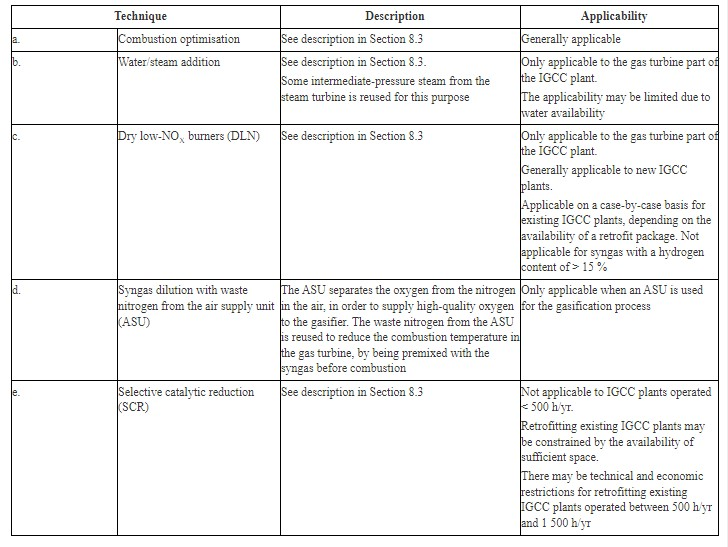 Technique Description Applicability
a. Combustion optimisation See description in Section 8.3 Generally applicable
b. Water/steam addition See description in Section 8.3. Only applicable to the gas turbine part of
the IGCC plant.
Some intermediate-pressure steam from the
steam turbine is reused for this purpose
The applicability may be limited due to
water availability
c. Dry low-NOx burners (DLN) See description in Section 8.3 Only applicable to the gas turbine part of
the IGCC plant.
Generally applicable to new IGCC
plants.
Applicable on a case-by-case basis for
existing IGCC plants, depending on the
availability of a retrofit package. Not
applicable for syngas with a hydrogen
content of > 15 %
d. Syngas dilution with waste
nitrogen from the air supply unit
(ASU)
The ASU separates the oxygen from the nitrogen
in the air, in order to supply high-quality oxygen
to the gasifier. The waste nitrogen from the ASU
is reused to reduce the combustion temperature in
the gas turbine, by being premixed with the
syngas before combustion
Only applicable when an ASU is used
for the gasification process
e. Selective catalytic reduction
(SCR)
See description in Section 8.3
Not applicable to IGCC plants operated
< 500 h/yr.
Retrofitting existing IGCC plants may
be constrained by the availability of
sufficient space.
There may be technical and economic
restrictions for retrofitting existing
IGCC plants operated between 500 h/yr
and 1 500 h/yr